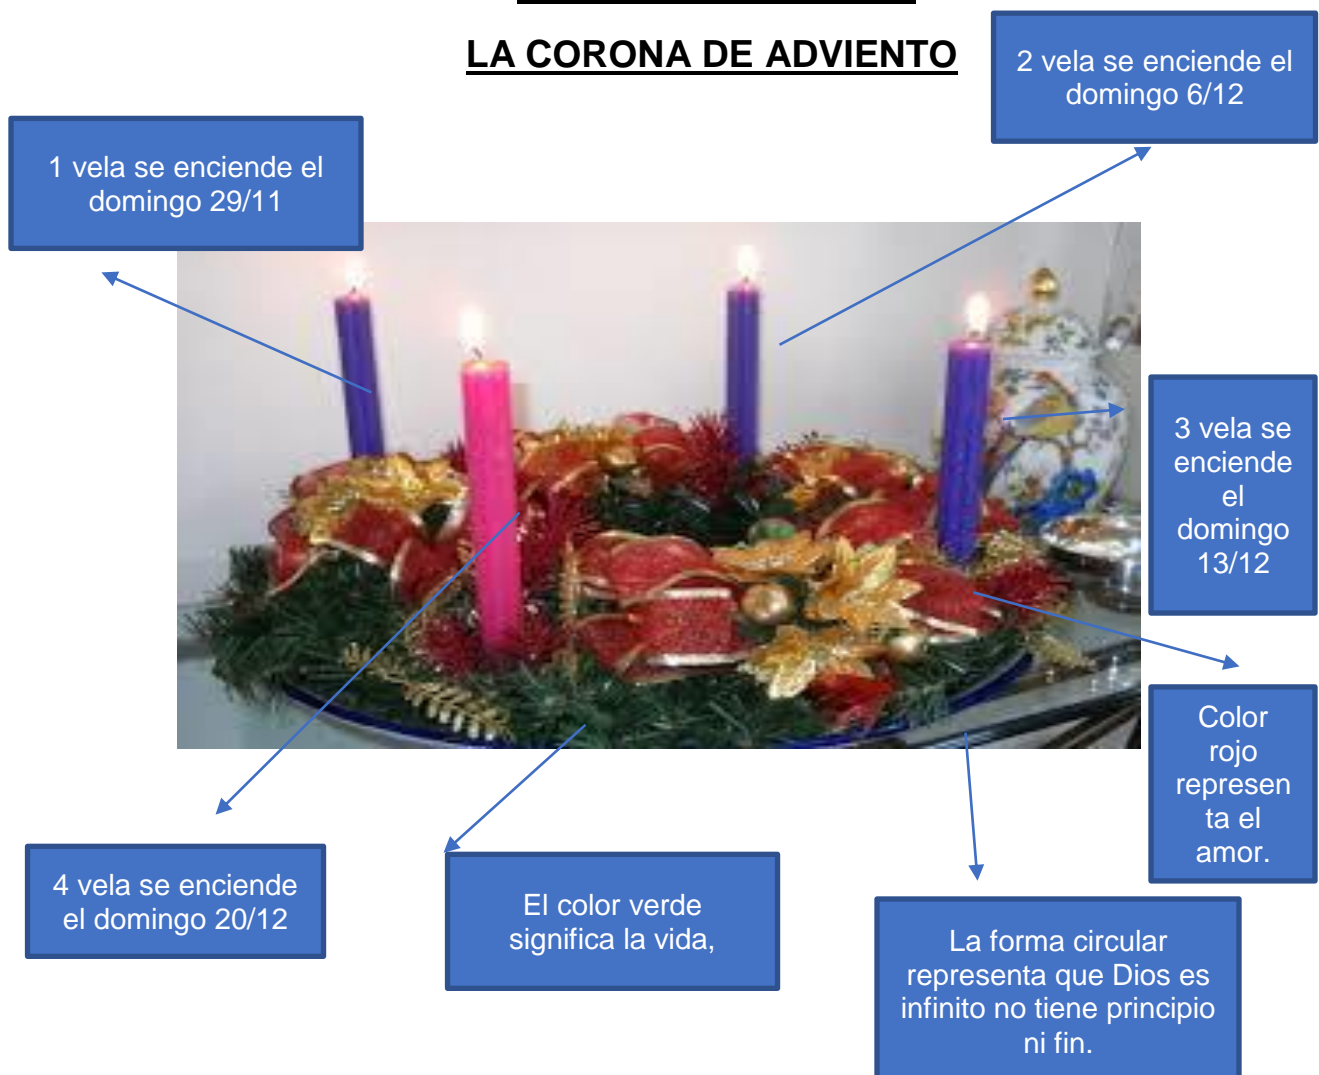 LA CORONA DE ADVIENTO
2 vela se enciende el
domingo 6/12
1 vela se enciende el
domingo 29/11
3 vela se
enciende
el
domingo
13/12
Color
rojo
represen
ta el
amor.
4 vela se enciende
el domingo 20/12
El color verde
significa la vida,
La forma circular
representa que Dios es
infinito no tiene principio
ni fin.